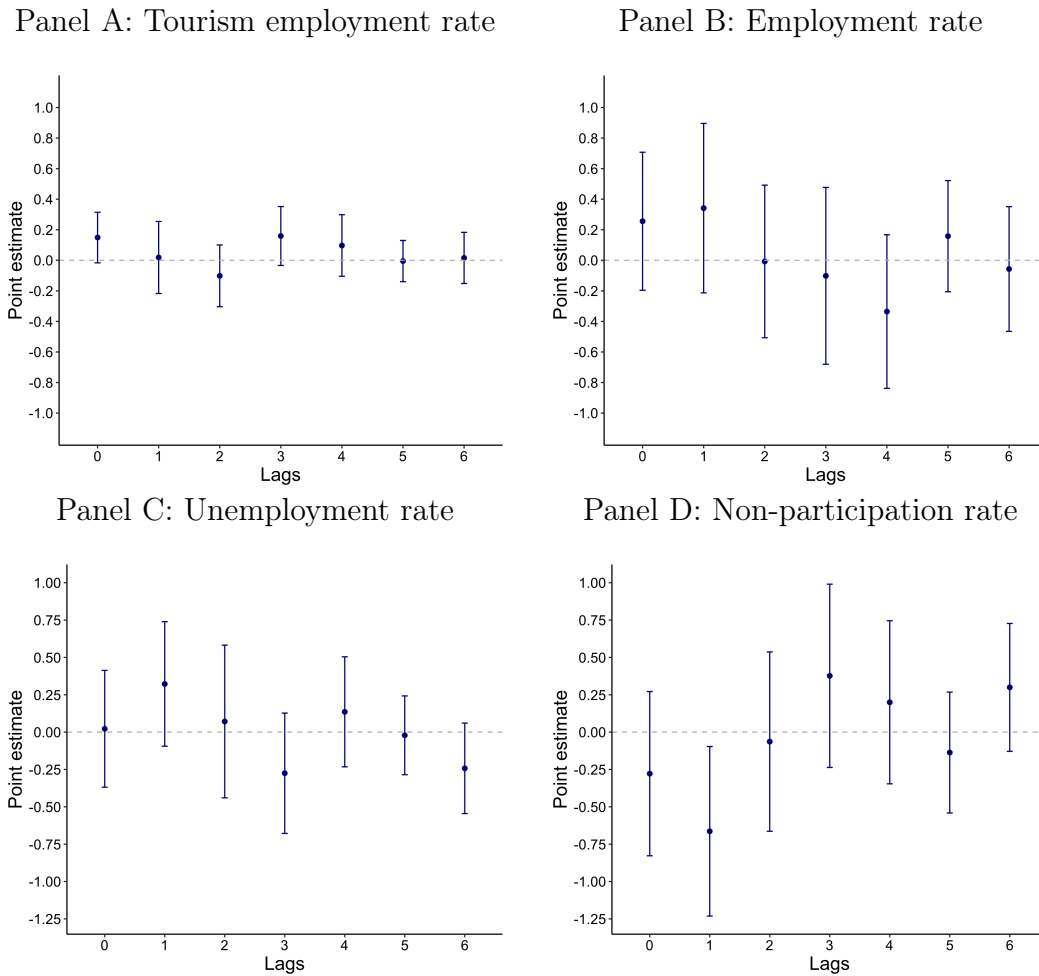 Panel A: Tourism employment rate
Point estimate
1.0
0.8
0.6
0.4
0.2
0.0
-0.2
-0.4
-0.6
-0.8
-1.0
0 1 2 3 4 5 6
Lags
Panel B: Employment rate
Point estimate
1.0
0.8
0.6
0.4
0.2
0.0
-0.2
-0.4
-0.6
-0.8
-1.0
0 1 2 3 4 5 6
Lags
Panel C: Unemployment rate
Point estimate
1.00
0.75
0.50
0.25
0.00
-0.25
-0.50
-0.75
-1.00
-1.25
0 1 2 3 4 5 6
Lags
Panel D: Non-participation rate
Point estimate
1.00
0.75
0.50
0.25
0.00
-0.25
-0.50
-0.75
-1.00
-1.25
0 1 2 3 4 5 6
Lags